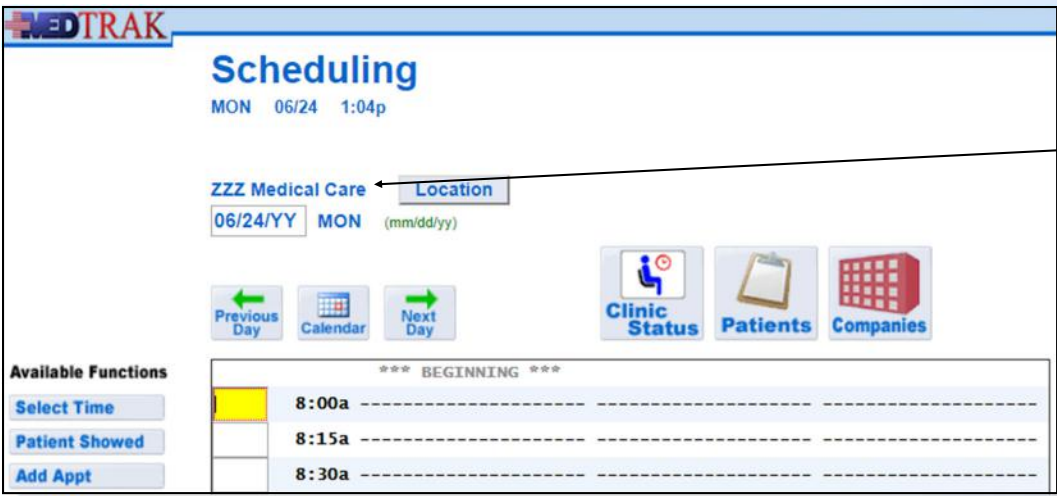 MEDTRAK
Scheduling
MON 06/24 1:04p
ZZZ Medical Care Location
06/24/YY MON (mm/dd/yy)
Previous Day
Calendar
Next Day
Clinic Status
Patients
Companies
Available Functions
*** BEGINNING ***
Select Time
8:00a -------------------- ------------------- -------------------
Patient Showed
8:15a -------------------- ------------------- -------------------
Add Appt
8:30a -------------------- ------------------- -------------------